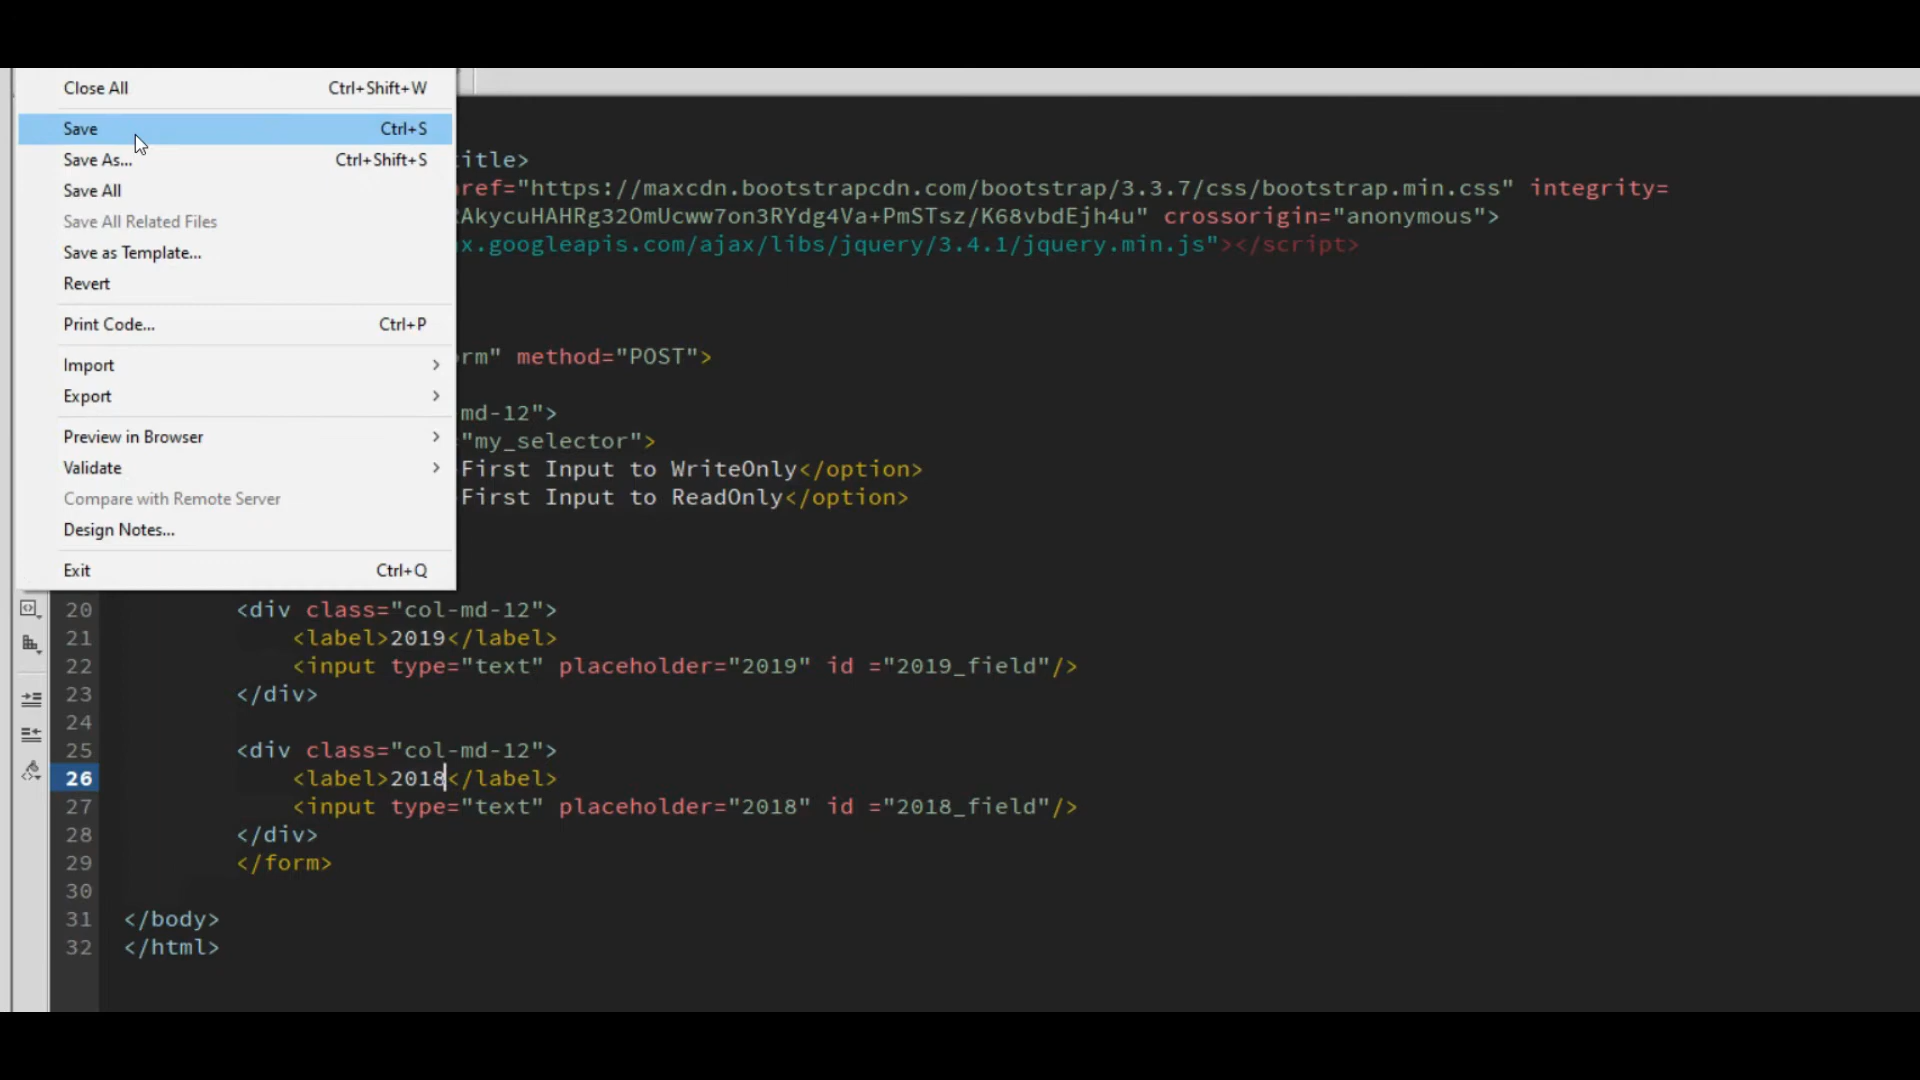 Close All Ctrl+Shift+W
Save Ctrl+S
Save As... Ctrl+Shift+S
Save All
Save All Related Files
Save as Template...
Revert
Print Code... Ctrl+P
Import
Export
Preview in Browser
Validate
Compare with Remote Server
Design Notes...
Exit Ctrl+Q
itle>
ref="https://maxcdn.bootstrapcdn.com/bootstrap/3.3.7/css/bootstrap.min.css" integrity=
AkycuHAHRg32OmUcww7on3RYdg4Va+PmSTsz/K68vbdEjh4u" crossorigin="anonymous">
x.googleapis.com/ajax/libs/jquery/3.4.1/jquery.min.js"></script>
rm" method="POST">
md-12">
"my_selector">
First Input to WriteOnly</option>
First Input to ReadOnly</option>
20 <div class="col-md-12">
21 <label>2019</label>
22 <input type="text" placeholder="2019" id ="2019_field"/>
23 </div>
24
25 <div class="col-md-12">
26 <label>2018</label>
27 <input type="text" placeholder="2018" id ="2018_field"/>
28 </div>
29 </form>
30
31 </body>
32 </html>